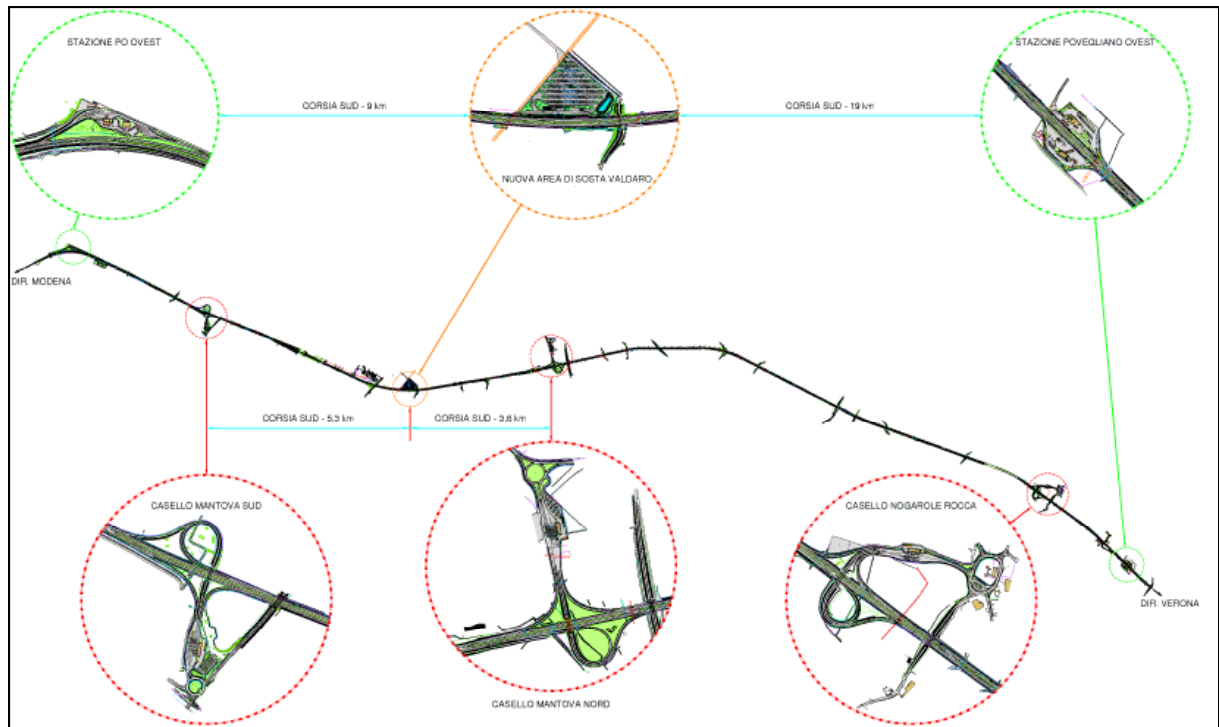 STAZIONE PO OVEST
STAZIONE POVEGLIANO OVEST
CORSIA SUD - 9 km
CORSIA SUD - 19 km
NUOVA AREA DI SOSTA VALDARO
DIR. MODENA
CORSIA SUD - 5,3 km
CORSIA SUD - 3,6 km
CASELLO MANTOVA SUD
CASELLO NOGAROLE ROCCA
DIR. VERONA
CASELLO MANTOVA NORD